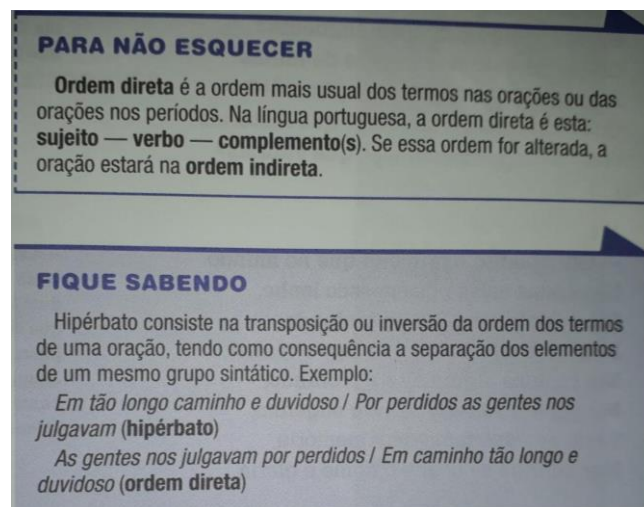 PARA NÃO ESQUECER
Ordem direta é a ordem mais usual dos termos nas orações ou das
orações nos períodos. Na língua portuguesa, a ordem direta é esta:
sujeito — verbo — complemento(s). Se essa ordem for alterada, a
oração estará na ordem indireta.
FIQUE SABENDO
Hipérbato consiste na transposição ou inversão da ordem dos termos
de uma oração, tendo como consequência a separação dos elementos
de um mesmo grupo sintático. Exemplo:
Em tão longo caminho e duvidoso / Por perdidos as gentes nos
julgavam (hipérbato)
As gentes nos julgavam por perdidos / Em caminho tão longo e
duvidoso (ordem direta)